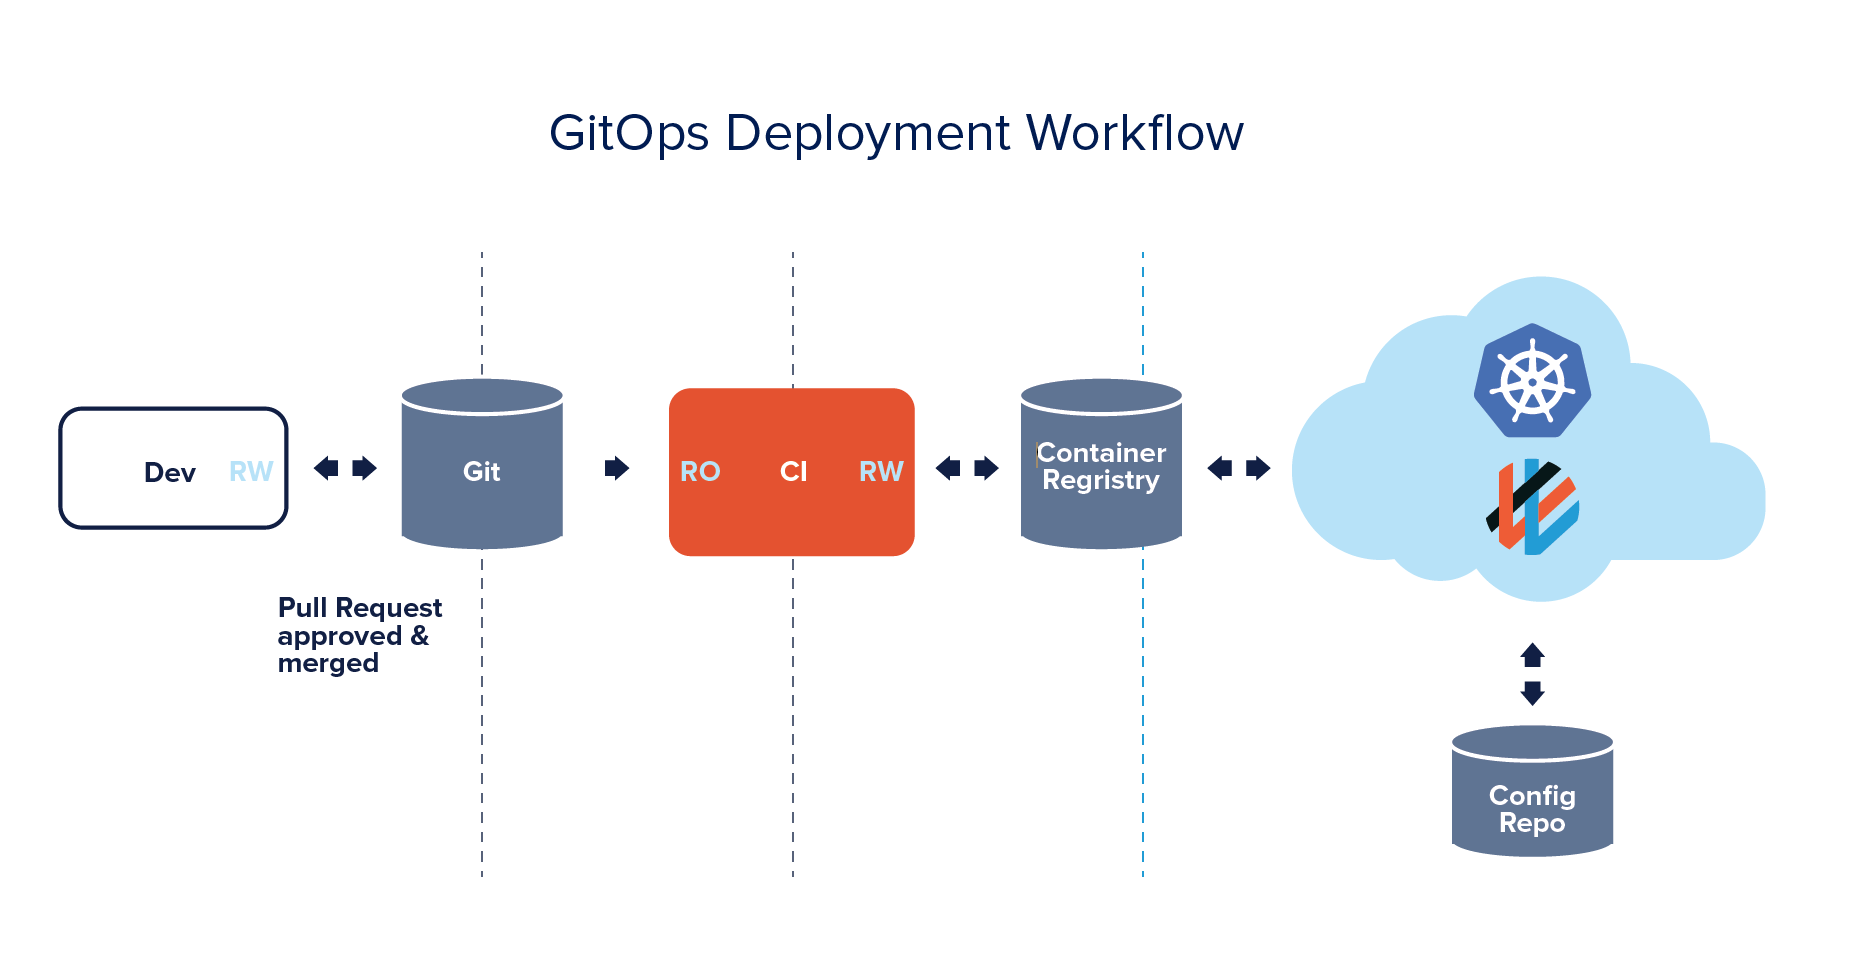 GitOps Deployment Workflow
Dev
RW
Git
RO
CI
RW
Container
Regristry
Pull Request
approved &
merged
Config
Repo